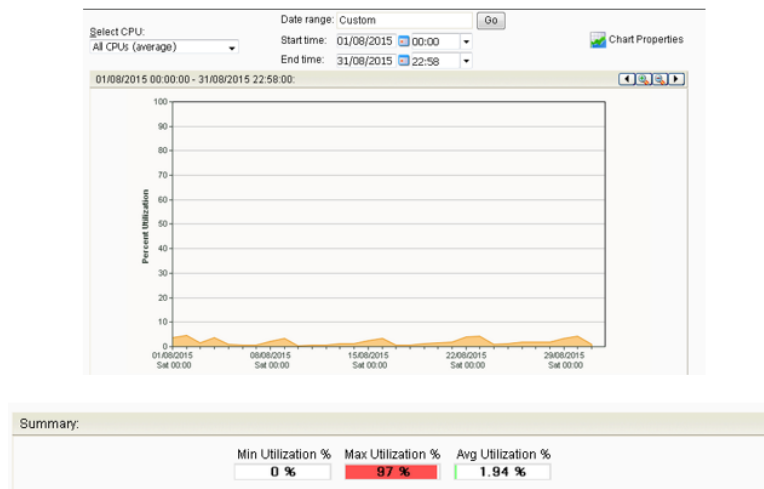 Select CPU:
All CPUs (average)
Date range: Custom
Go
Start time: 01/08/2015 00:00
End time: 31/08/2015 22:58
Chart Properties
01/08/2015 00:00:00 - 31/08/2015 22:58:00:
Percent Utilization
100
90
80
70
60
50
40
30
20
10
0
01/08/2015 08/08/2015 15/08/2015 22/08/2015 29/08/2015
Sat 00:00 Sat 00:00 Sat 00:00 Sat 00:00 Sat 00:00
Summary:
Min Utilization % Max Utilization % Avg Utilization %
0 % 97 % 1.94 %